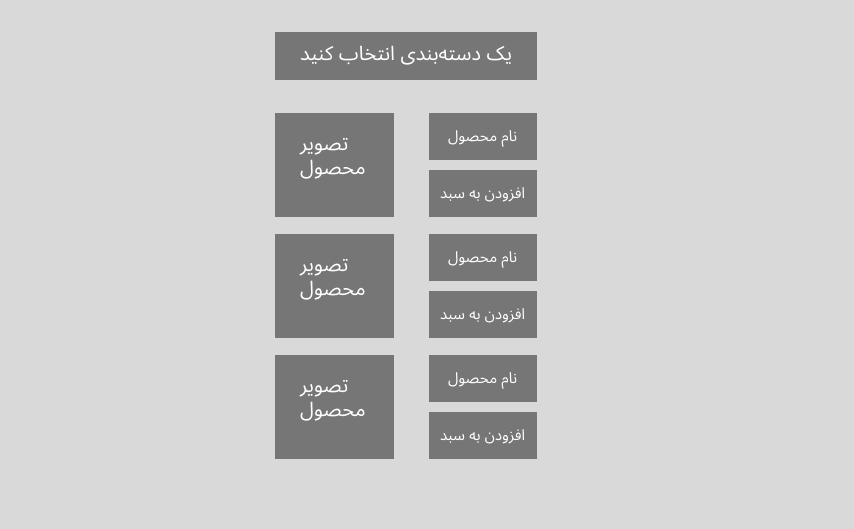 یک دسته‌بندی انتخاب کنید
نام محصول
افزودن به سبد
تصویر
محصول
نام محصول
افزودن به سبد
تصویر
محصول
نام محصول
افزودن به سبد
تصویر
محصول